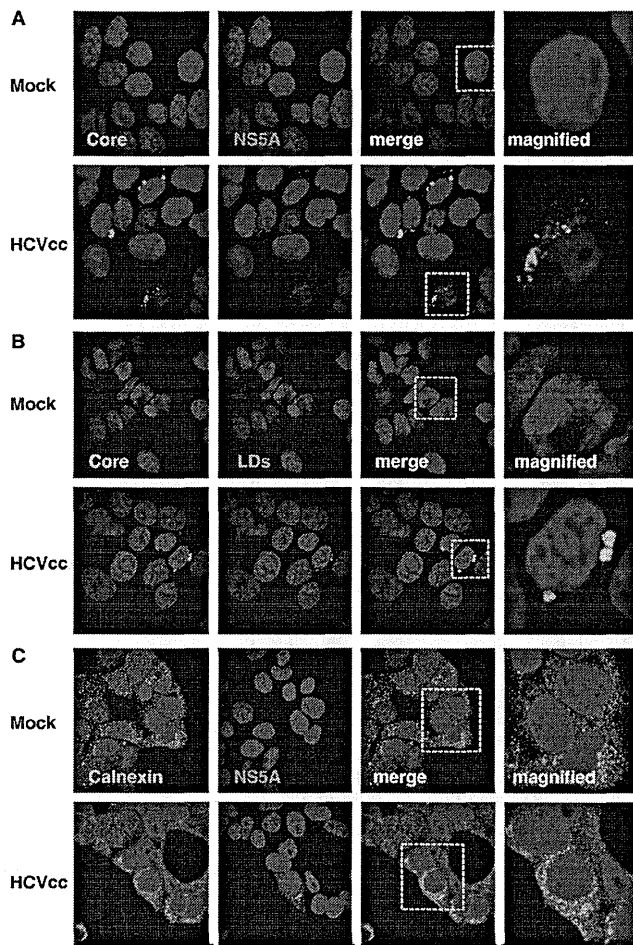 A
Mock
Core
NS5A
merge
magnified
HCVcc
B
Mock
Core
LDs
merge
magnified
HCVcc
C
Mock
Calnexin
NS5A
merge
magnified
HCVcc